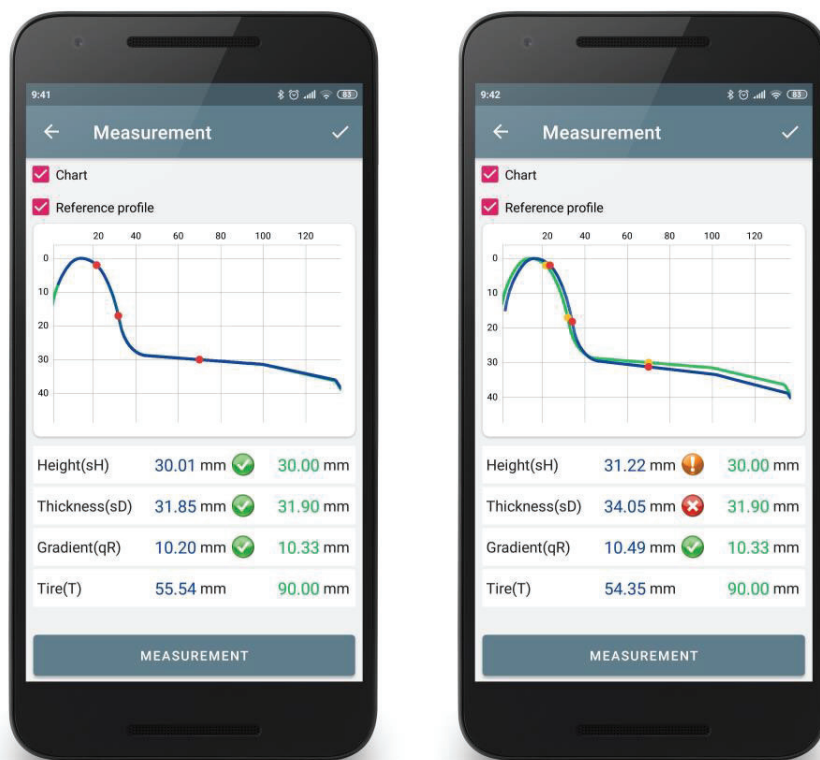 9:41
83
Measurement
Chart
Reference profile
20 40 60 80 100 120
0
10
20
30
40
Height(sH) 30.01 mm 30.00 mm
Thickness(sD) 31.85 mm 31.90 mm
Gradient(qR) 10.20 mm 10.33 mm
Tire(T) 55.54 mm 90.00 mm
MEASUREMENT
9:42
83
Measurement
Chart
Reference profile
20 40 60 80 100 120
0
10
20
30
40
Height(sH) 31.22 mm 30.00 mm
Thickness(sD) 34.05 mm 31.90 mm
Gradient(qR) 10.49 mm 10.33 mm
Tire(T) 54.35 mm 90.00 mm
MEASUREMENT